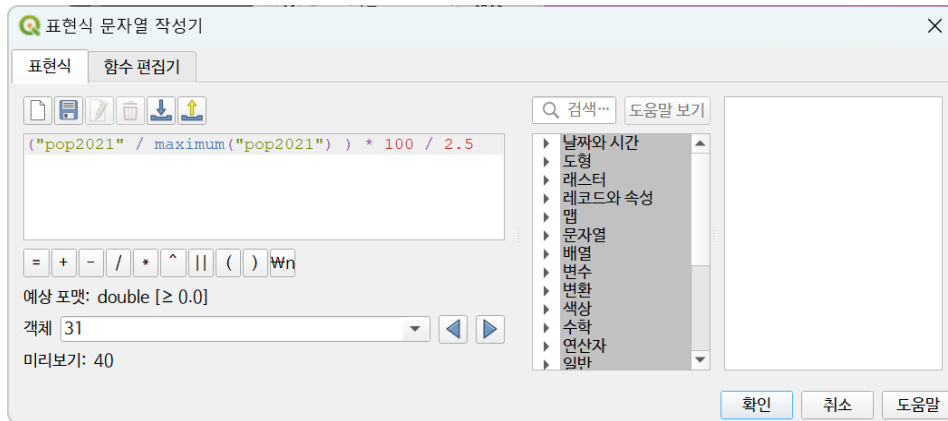 표현식 문자열 작성기
표현식 함수 편집기
("pop2021" / maximum("pop2021") ) * 100 / 2.5
= + - / * ^ || ( ) ₩n
예상 포맷: double [≥ 0.0]
객체 31
미리보기: 40
검색… 도움말 보기
날짜와 시간
도형
래스터
레코드와 속성
맵
문자열
배열
변수
변환
색상
수학
연산자
일반
확인 취소 도움말